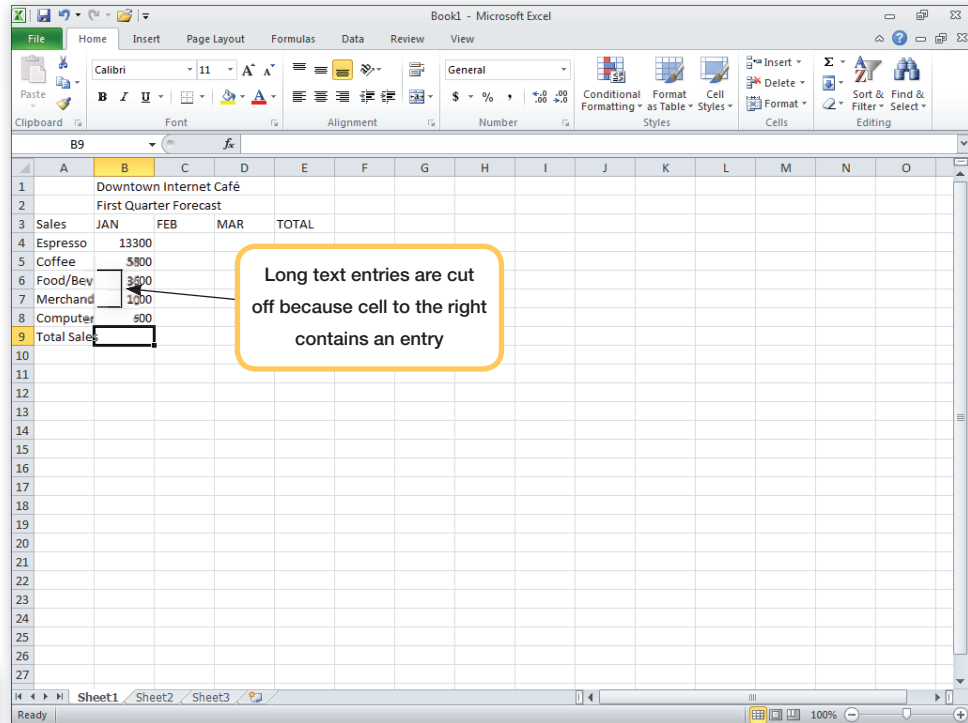 Book1 - Microsoft Excel
File Home Insert Page Layout Formulas Data Review View
Paste
Clipboard
Calibri 11
B I U
Font
Alignment
General
$ % , .0 .00 .00 .0
Number
Conditional Formatting
Format as Table
Cell Styles
Styles
Insert
Delete
Format
Cells
Σ
Sort & Filter
Find & Select
Editing
B9 fx
A B C D E F G H I J K L M N O
1 Downtown Internet Café
2 First Quarter Forecast
3 Sales JAN FEB MAR TOTAL
4 Espresso 13300
5 Coffee
6 Food/Bev
7 Merchand
8 Computer
9 Total Sales
10
11
12
13
14
15
16
17
18
19
20
21
22
23
24
25
26
27
Long text entries are cut
off because cell to the right
contains an entry
Sheet1 Sheet2 Sheet3
Ready 100%